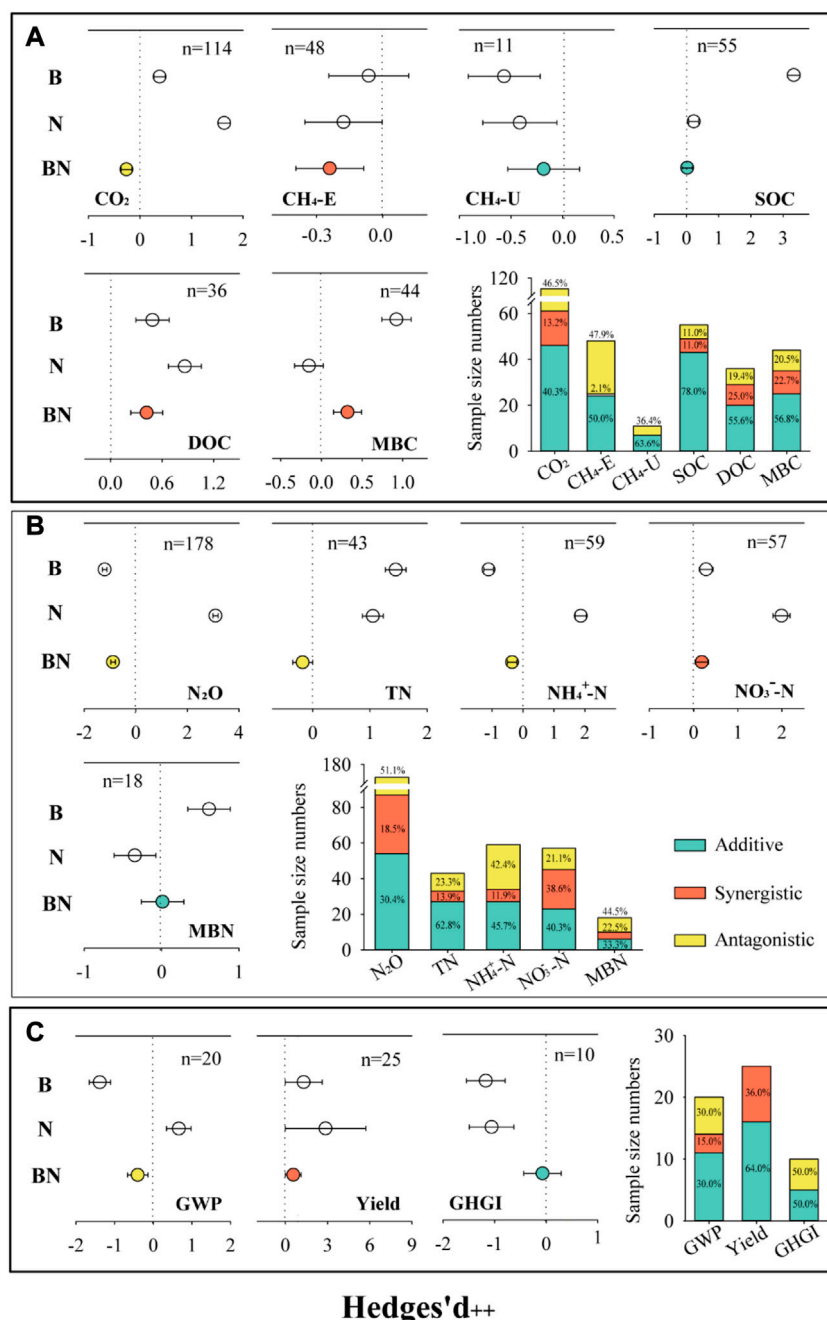 A
n=114
n=48
n=11
n=55
B
N
BN
CO₂
CH₄-E
CH₄-U
SOC
-1 0 1 2
-0.3 0.0
-1.0 -0.5 0.0 0.5
-1 0 1 2 3
n=36
n=44
B
N
BN
DOC
MBC
0.0 0.6 1.2
-0.5 0.0 0.5 1.0
Sample size numbers
120
60
40
20
0
46.5%
13.2%
40.3%
47.9%
2.1%
50.0%
36.4%
63.6%
11.0%
11.0%
78.0%
19.4%
25.0%
55.6%
20.5%
22.7%
56.8%
CO₂ CH₄-E CH₄-U SOC DOC MBC
B
n=178
n=43
n=59
n=57
B
N
BN
N₂O
TN
NH₄⁺-N
NO₃⁻-N
-2 0 2 4
0 1 2
-1 0 1 2 3
-1 0 1 2 3
n=18
B
N
BN
MBN
-1 0 1
Sample size numbers
180
80
60
40
20
0
51.1%
18.5%
30.4%
23.3%
13.9%
62.8%
42.4%
11.9%
45.7%
21.1%
38.6%
40.3%
44.5%
22.5%
33.3%
N₂O TN NH₄⁺-N NO₃⁻-N MBN
Additive
Synergistic
Antagonistic
C
n=20
n=25
n=10
B
N
BN
GWP
Yield
GHGI
-2 -1 0 1 2
0 3 6 9
-2 -1 0 1
Sample size numbers
30
20
10
0
30.0%
15.0%
30.0%
36.0%
64.0%
50.0%
50.0%
GWP Yield GHGI
Hedges'd++